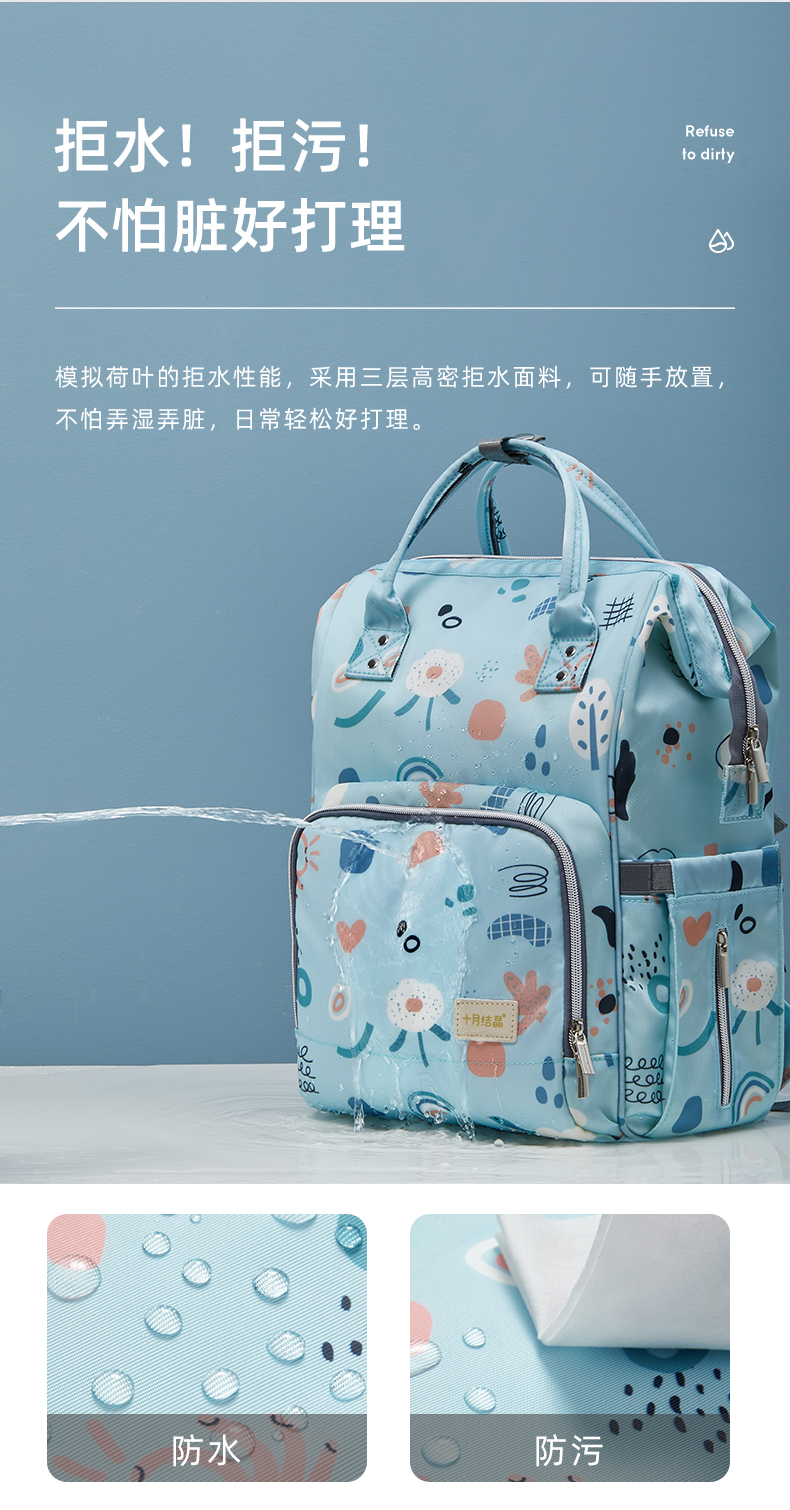 拒水！拒污！
不怕脏好打理
Refuse
to dirty
模拟荷叶的拒水性能，采用三层高密拒水面料，可随手放置，
不怕弄湿弄脏，日常轻松好打理。
十月结晶®
防水
防污